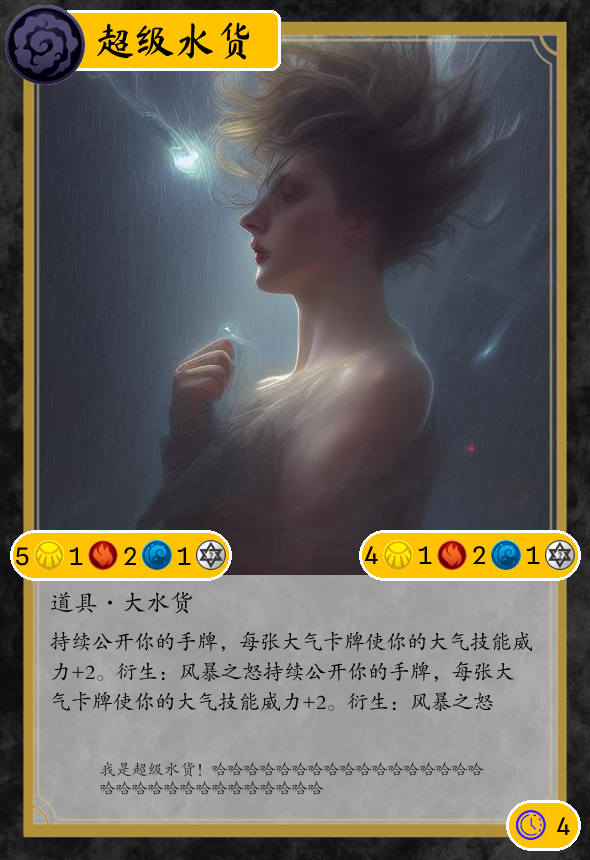 超级水货
5 1 2 1
4 1 2 1
道具·大水货
持续公开你的手牌，每张大气卡牌使你的大气技能威
力+2。衍生：风暴之怒持续公开你的手牌，每张大
气卡牌使你的大气技能威力+2。衍生：风暴之怒
我是超级水货！哈哈哈哈哈哈哈哈哈哈哈哈哈哈哈哈哈
哈哈哈哈哈哈哈哈哈哈哈哈哈哈
4